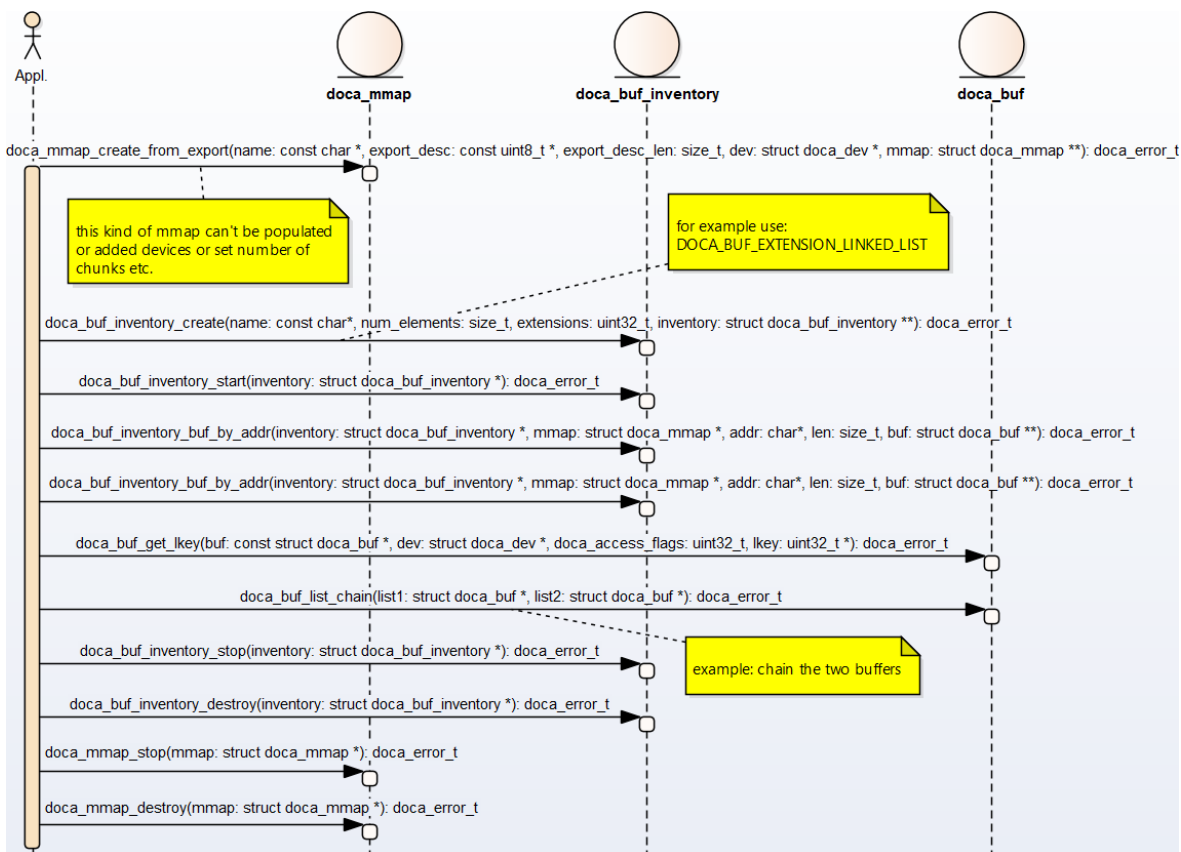 Appl.
doca_mmap
doca_buf_inventory
doca_buf
doca_mmap_create_from_export(name: const char *, export_desc: const uint8_t *, export_desc_len: size_t, dev: struct doca_dev *, mmap: struct doca_mmap **): doca_error_t
this kind of mmap can't be populated
or added devices or set number of
chunks etc.
for example use:
DOCA_BUF_EXTENSION_LINKED_LIST
doca_buf_inventory_create(name: const char*, num_elements: size_t, extensions: uint32_t, inventory: struct doca_buf_inventory **): doca_error_t
doca_buf_inventory_start(inventory: struct doca_buf_inventory *): doca_error_t
doca_buf_inventory_buf_by_addr(inventory: struct doca_buf_inventory *, mmap: struct doca_mmap *, addr: char*, len: size_t, buf: struct doca_buf **): doca_error_t
doca_buf_inventory_buf_by_addr(inventory: struct doca_buf_inventory *, mmap: struct doca_mmap *, addr: char*, len: size_t, buf: struct doca_buf **): doca_error_t
doca_buf_get_lkey(buf: const struct doca_buf *, dev: struct doca_dev *, doca_access_flags: uint32_t, lkey: uint32_t *): doca_error_t
doca_buf_list_chain(list1: struct doca_buf *, list2: struct doca_buf *): doca_error_t
doca_buf_inventory_stop(inventory: struct doca_buf_inventory *): doca_error_t
example: chain the two buffers
doca_buf_inventory_destroy(inventory: struct doca_buf_inventory *): doca_error_t
doca_mmap_stop(mmap: struct doca_mmap *): doca_error_t
doca_mmap_destroy(mmap: struct doca_mmap *): doca_error_t